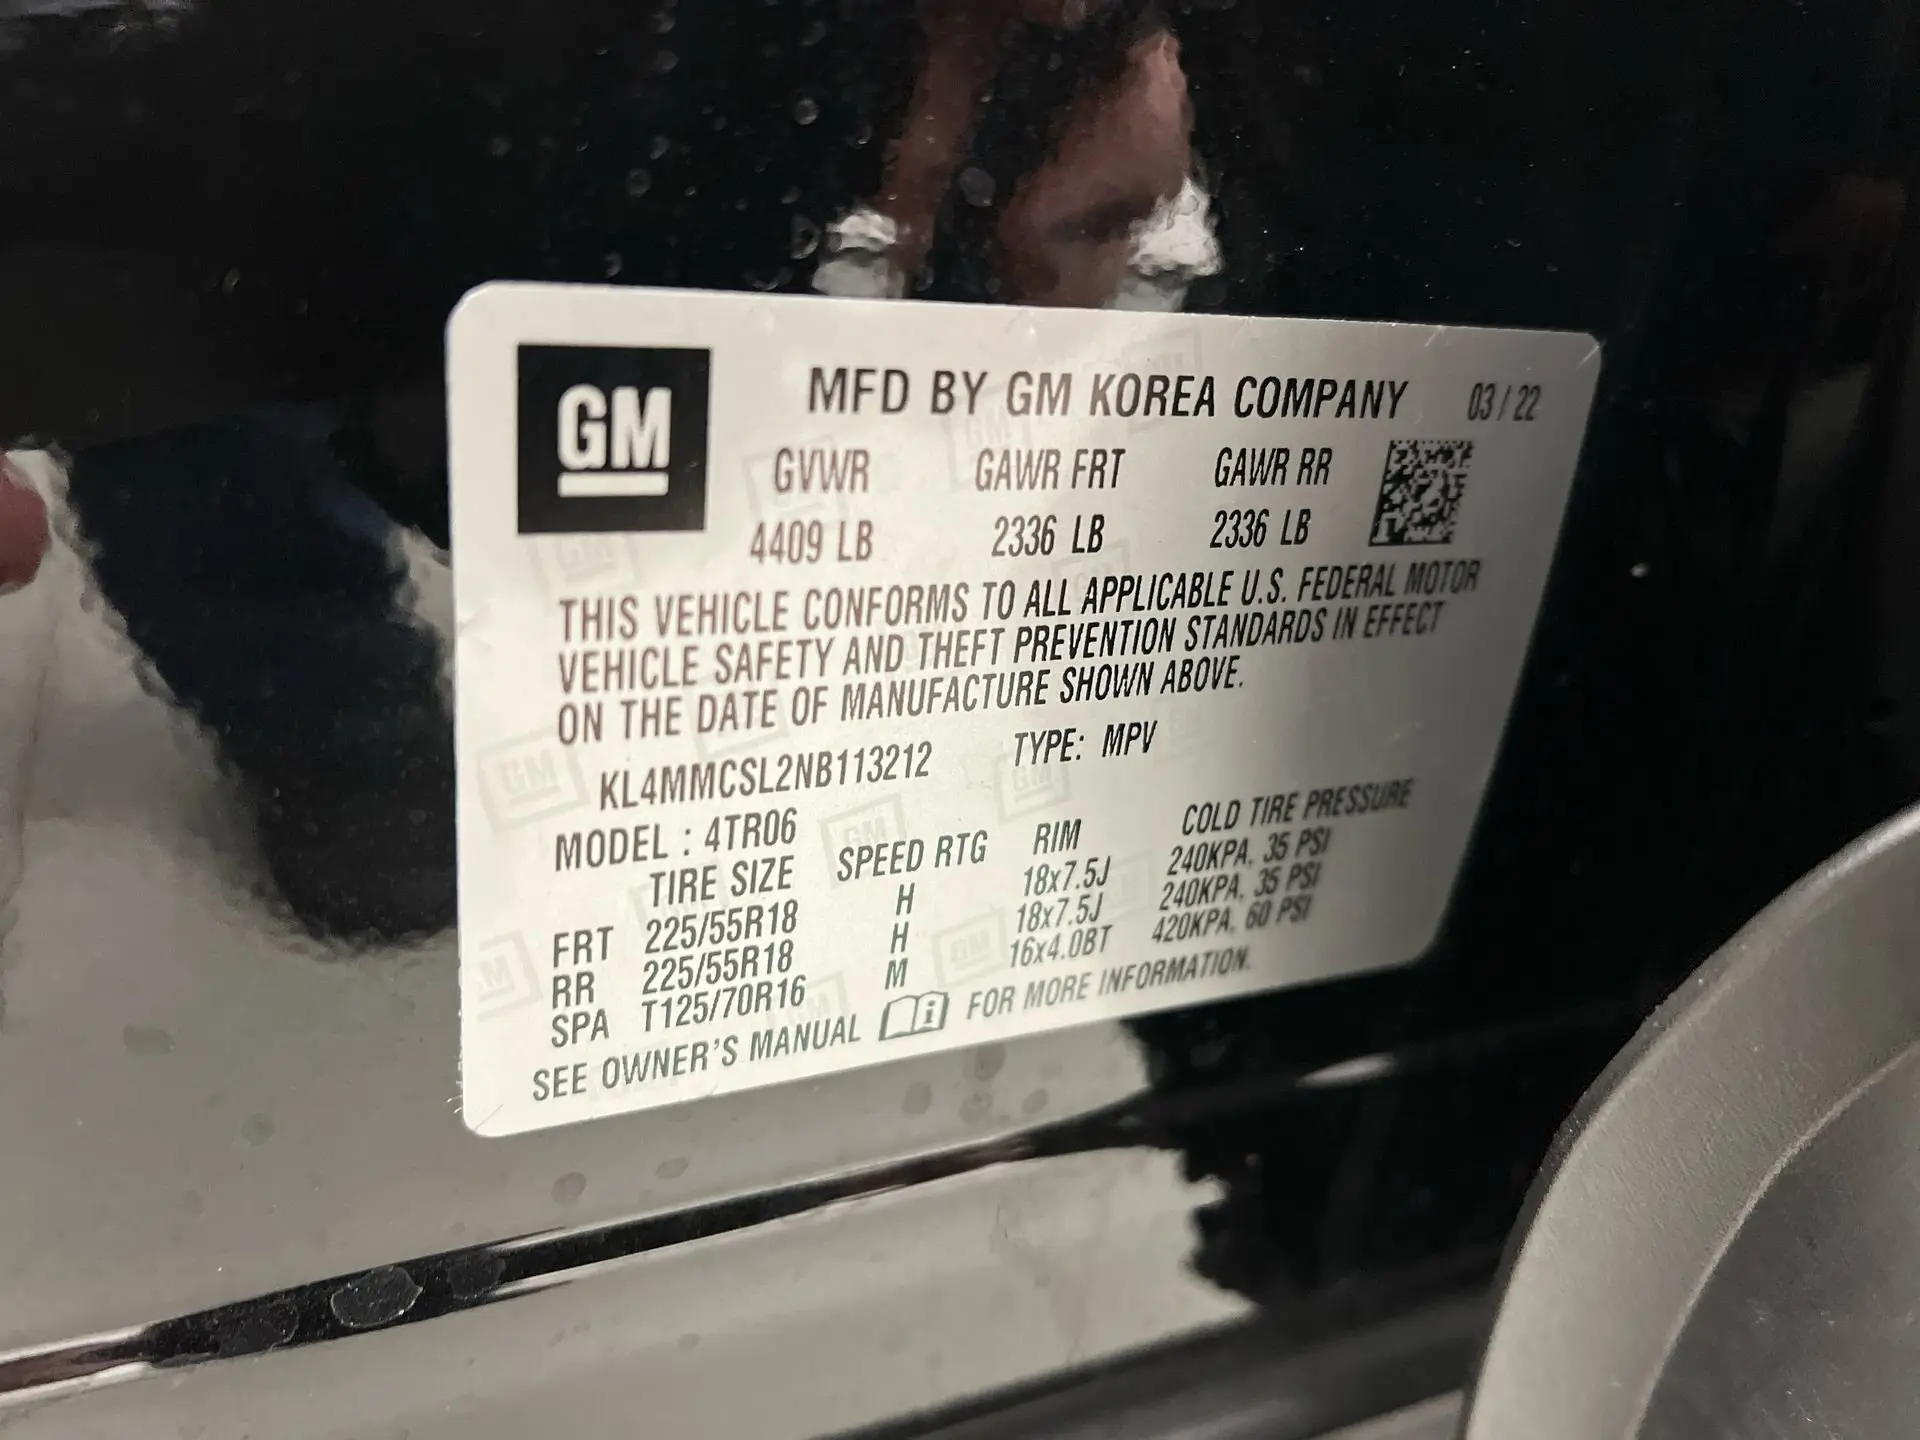 GM
MFD BY GM KOREA COMPANY 03 / 22
GVWR GAWR FRT GAWR RR
4409 LB 2336 LB 2336 LB
THIS VEHICLE CONFORMS TO ALL APPLICABLE U.S. FEDERAL MOTOR
VEHICLE SAFETY AND THEFT PREVENTION STANDARDS IN EFFECT
ON THE DATE OF MANUFACTURE SHOWN ABOVE.
KL4MMCSL2NB113212 TYPE: MPV
MODEL : 4TR06
TIRE SIZE SPEED RTG RIM COLD TIRE PRESSURE
FRT 225/55R18 H 18x7.5J 240KPA, 35 PSI
RR 225/55R18 H 18x7.5J 240KPA, 35 PSI
SPA T125/70R16 M 16x4.0BT 420KPA, 60 PSI
SEE OWNER'S MANUAL FOR MORE INFORMATION.